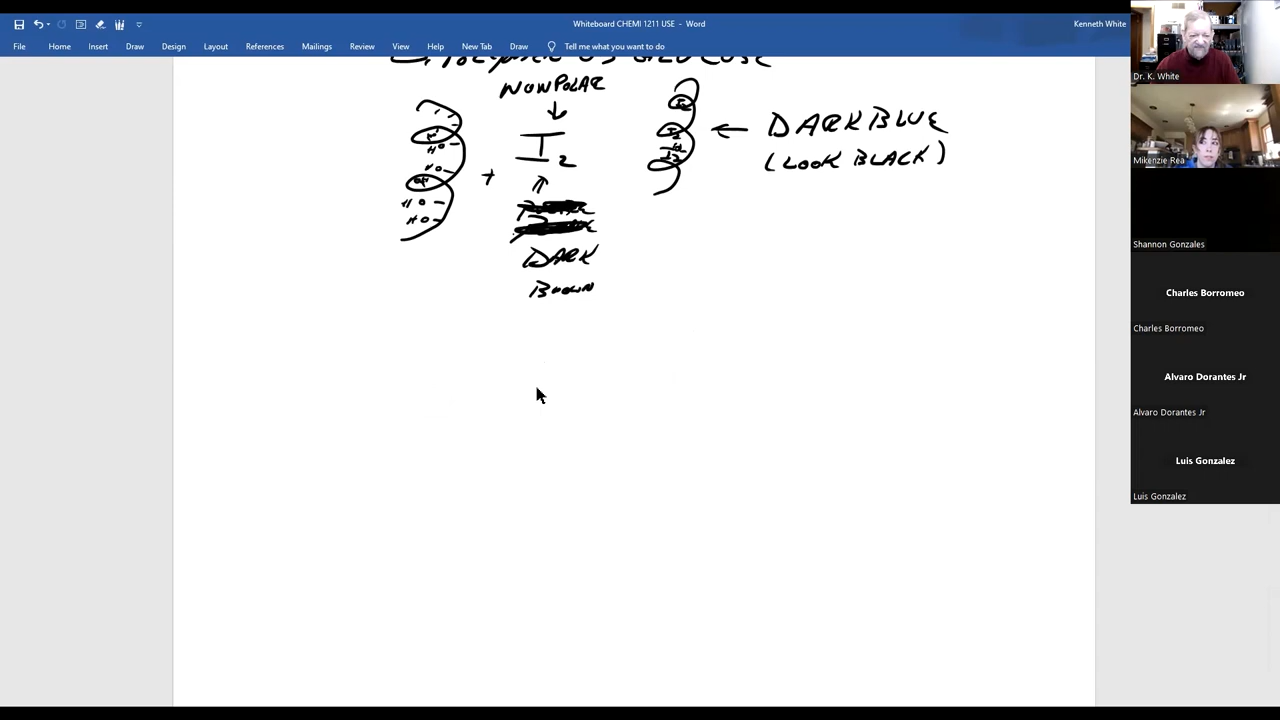 Whiteboard CHEMI 1211 USE - Word
Kenneth White
File Home Insert Draw Design Layout References Mailings Review View Help New Tab Draw Tell me what you want to do
OF GLUCOSE
NONPOLAR
I2
+
DARK
BROWN
DARK BLUE
(LOOK BLACK)
Dr. K. White
Mikenzie Rea
Shannon Gonzales
Charles Borromeo
Charles Borromeo
Alvaro Dorantes Jr
Alvaro Dorantes Jr
Luis Gonzalez
Luis Gonzalez